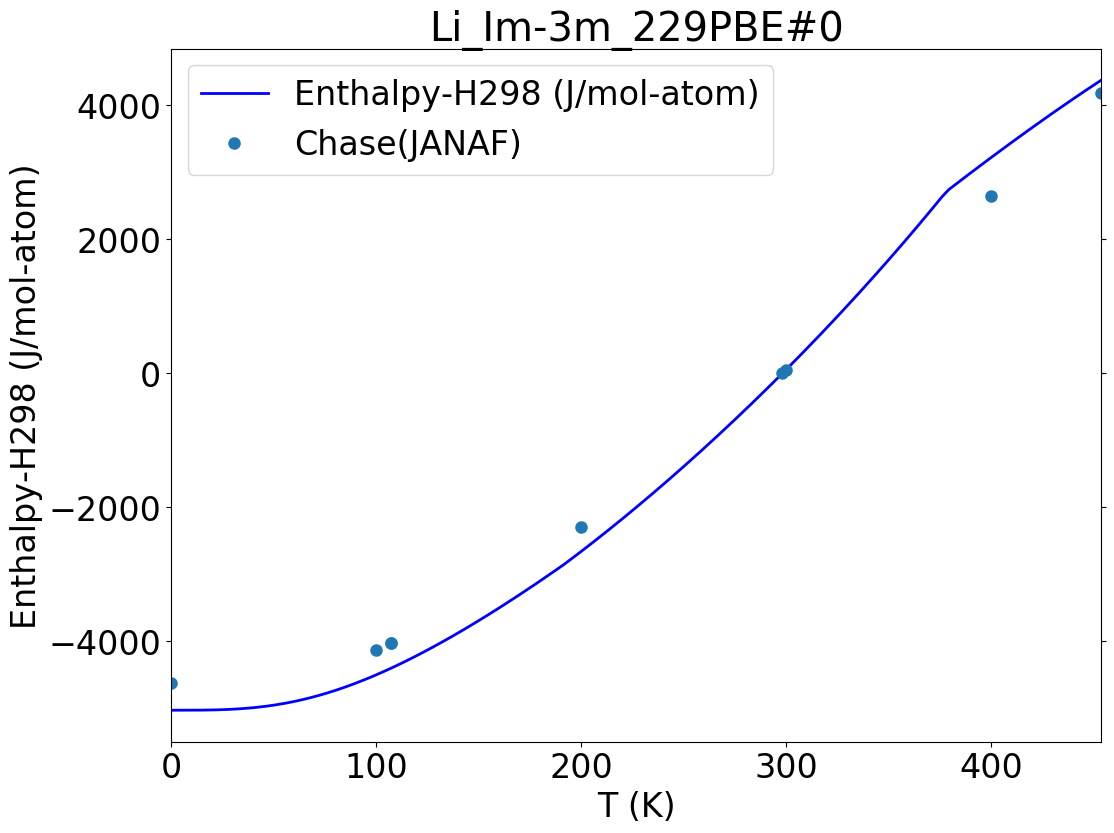 Li_Im-3m_229PBE#0
Enthalpy-H298 (J/mol-atom)
Chase(JANAF)
Enthalpy-H298 (J/mol-atom)
4000
2000
0
−2000
−4000
0 100 200 300 400
T (K)